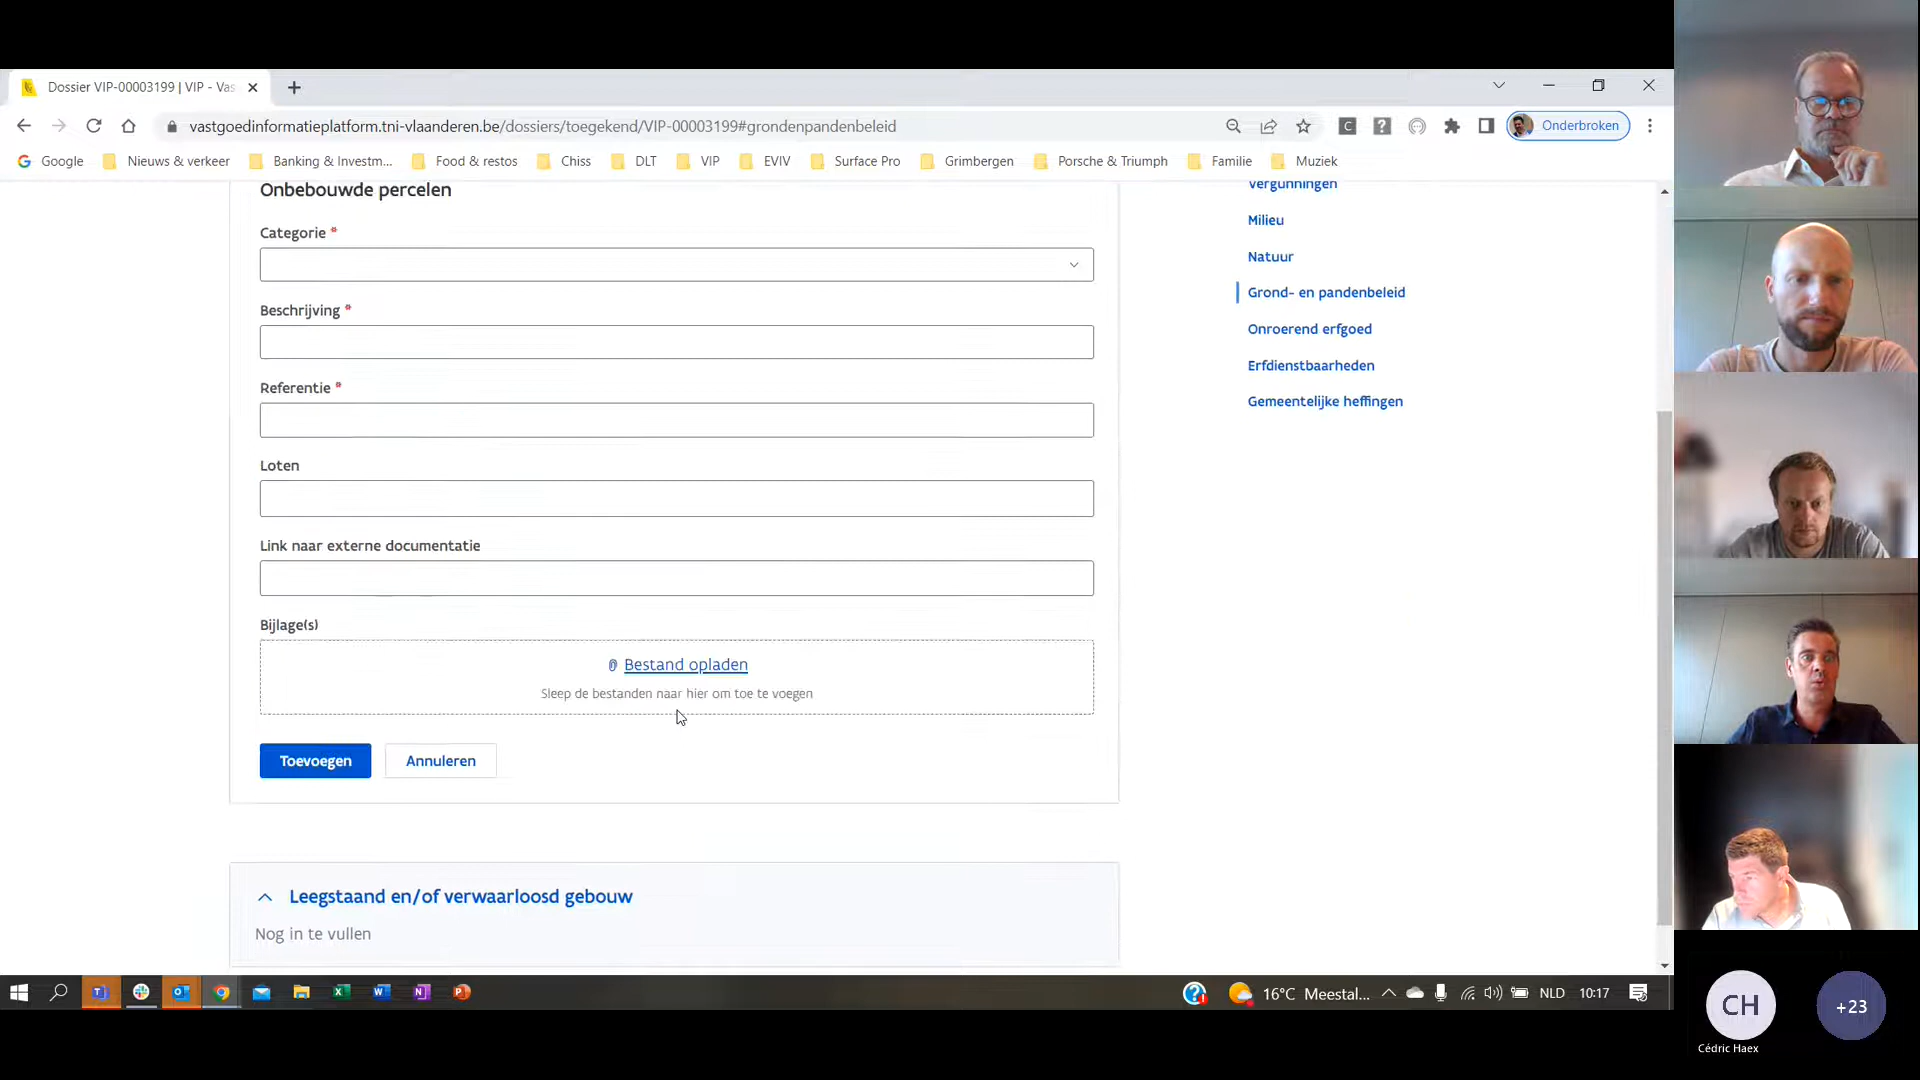 Dossier VIP-00003199 | VIP - Vas
vastgoedinformatieplatform.tni-vlaanderen.be/dossiers/toegekend/VIP-00003199#grondenpandenbeleid
Onderbroken
Google
Nieuws & verkeer
Banking & Investm...
Food & restos
Chiss
DLT
VIP
EVIV
Surface Pro
Grimbergen
Porsche & Triumph
Familie
Muziek
Onbebouwde percelen
Categorie *
Beschrijving *
Referentie *
Loten
Link naar externe documentatie
Bijlage(s)
Bestand opladen
Sleep de bestanden naar hier om toe te voegen
Toevoegen
Annuleren
Leegstaand en/of verwaarloosd gebouw
Nog in te vullen
Vergunningen
Milieu
Natuur
Grond- en pandenbeleid
Onroerend erfgoed
Erfdienstbaarheden
Gemeentelijke heffingen
16°C Meestal...
NLD
10:17
CH
Cédric Haex
+23